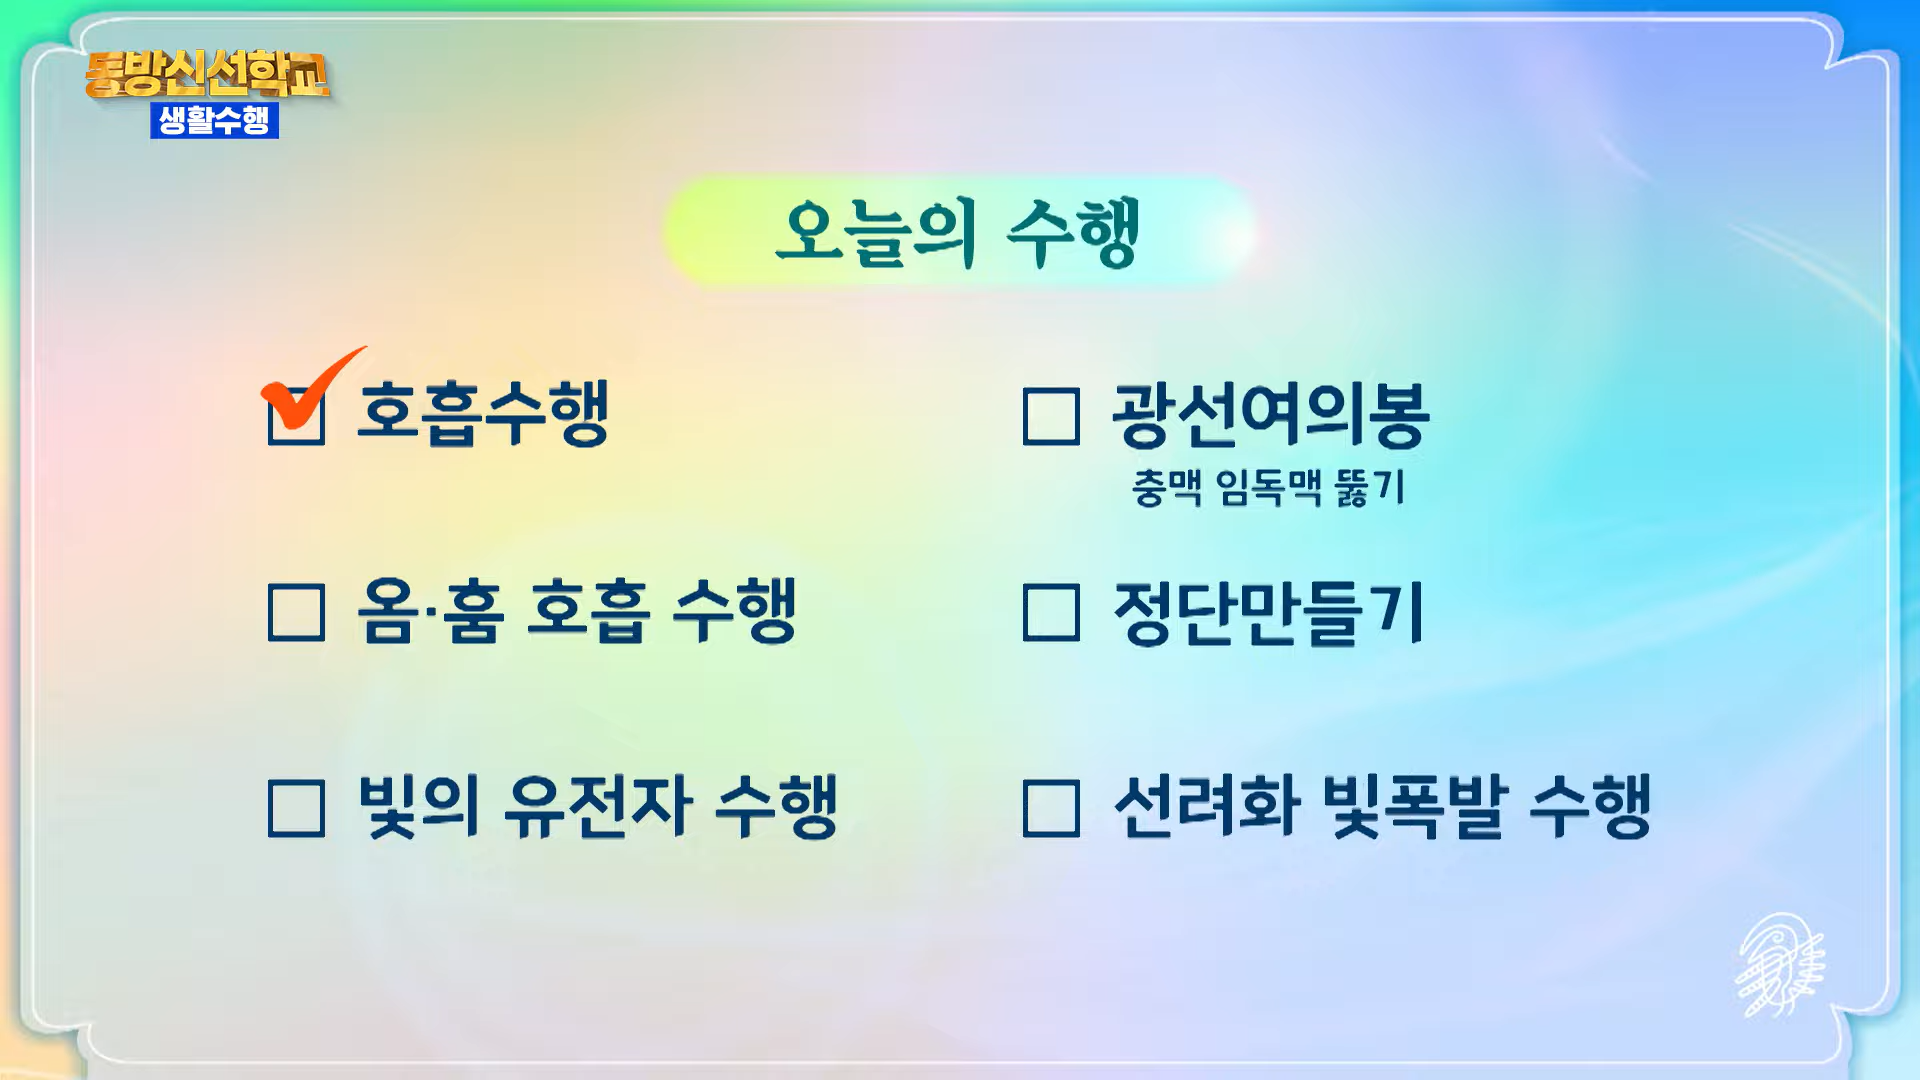 동방신선학교
생활수행
오늘의 수행
호흡수행
옴·훔 호흡 수행
빛의 유전자 수행
광선여의봉
충맥 임독맥 뚫기
정단만들기
선려화 빛폭발 수행